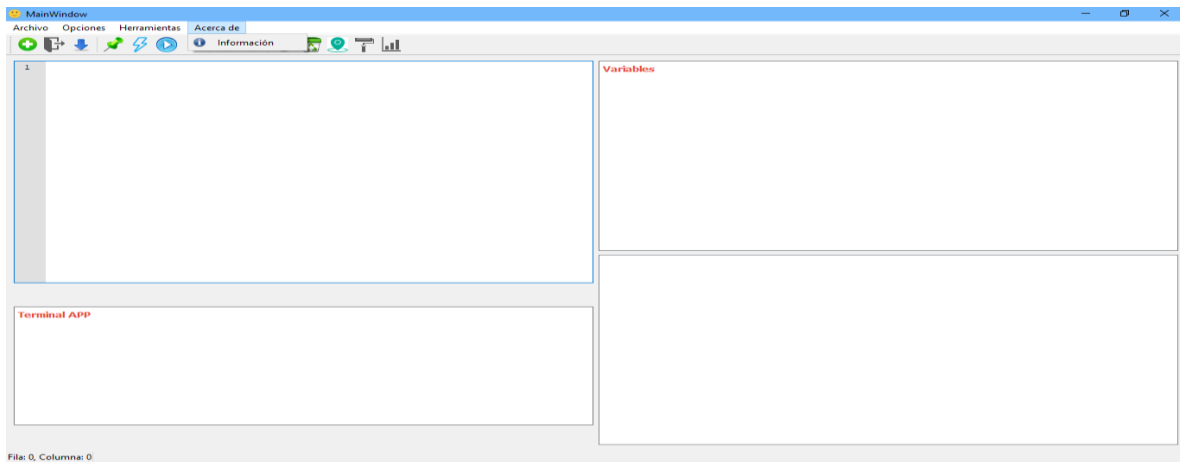 MainWindow
Archivo Opciones Herramientas Acerca de
Información
1
Variables
Terminal APP
Fila: 0, Columna: 0